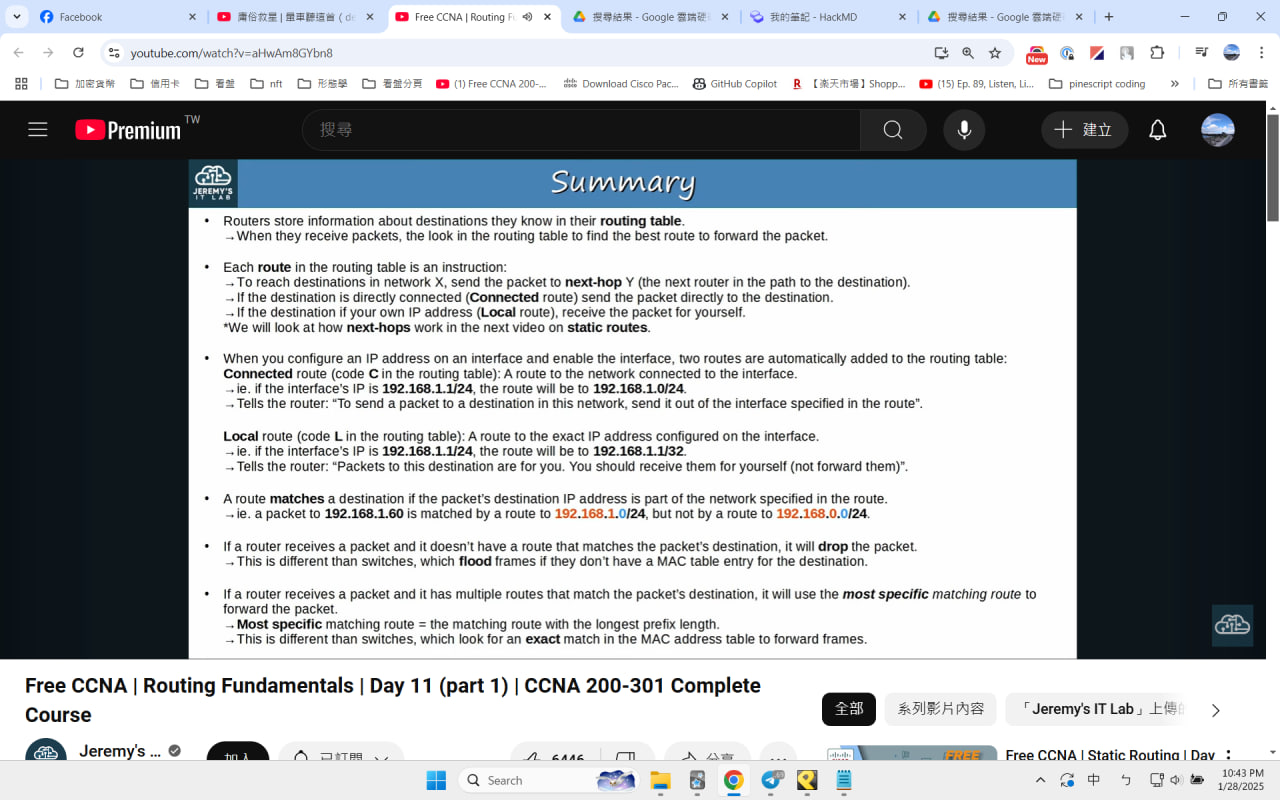 Facebook
庸俗救星 | 單車聽這首（de
Free CCNA | Routing Fu
搜尋結果 - Google 雲端硬碟
我的筆記 - HackMD
搜尋結果 - Google 雲端硬碟
youtube.com/watch?v=aHwAm8GYbn8
New
加密貨幣
信用卡
看盤
nft
形態學
看盤分頁
(1) Free CCNA 200-...
Download Cisco Pac...
GitHub Copilot
【楽天市場】Shopp...
(15) Ep. 89, Listen, Li...
pinescript coding
所有書籤
Premium TW
搜尋
建立
JEREMY'S
IT LAB
Summary
• Routers store information about destinations they know in their routing table.
→When they receive packets, the look in the routing table to find the best route to forward the packet.
• Each route in the routing table is an instruction:
→To reach destinations in network X, send the packet to next-hop Y (the next router in the path to the destination).
→If the destination is directly connected (Connected route) send the packet directly to the destination.
→If the destination if your own IP address (Local route), receive the packet for yourself.
*We will look at how next-hops work in the next video on static routes.
• When you configure an IP address on an interface and enable the interface, two routes are automatically added to the routing table:
Connected route (code C in the routing table): A route to the network connected to the interface.
→ie. if the interface's IP is 192.168.1.1/24, the route will be to 192.168.1.0/24.
→Tells the router: “To send a packet to a destination in this network, send it out of the interface specified in the route”.
Local route (code L in the routing table): A route to the exact IP address configured on the interface.
→ie. if the interface's IP is 192.168.1.1/24, the route will be to 192.168.1.1/32.
→Tells the router: “Packets to this destination are for you. You should receive them for yourself (not forward them)”.
• A route matches a destination if the packet's destination IP address is part of the network specified in the route.
→ie. a packet to 192.168.1.60 is matched by a route to 192.168.1.0/24, but not by a route to 192.168.0.0/24.
• If a router receives a packet and it doesn't have a route that matches the packet's destination, it will drop the packet.
→This is different than switches, which flood frames if they don't have a MAC table entry for the destination.
• If a router receives a packet and it has multiple routes that match the packet's destination, it will use the most specific matching route to
forward the packet.
→Most specific matching route = the matching route with the longest prefix length.
→This is different than switches, which look for an exact match in the MAC address table to forward frames.
Free CCNA | Routing Fundamentals | Day 11 (part 1) | CCNA 200-301 Complete
Course
全部
系列影片內容
「Jeremy's IT Lab」上傳的
Jeremy's ...
加入
已訂閱
6446
分享
FREE
Free CCNA | Static Routing | Day
Search
中
ㄅ
10:43 PM
1/28/2025